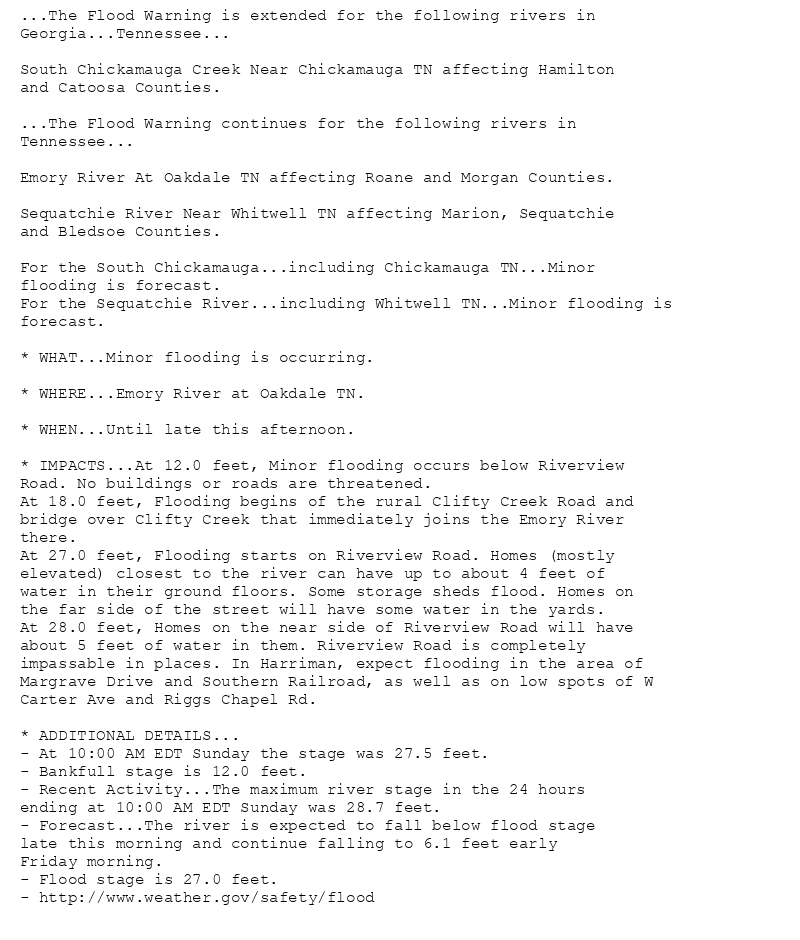 ...The Flood Warning is extended for the following rivers in
Georgia...Tennessee...
South Chickamauga Creek Near Chickamauga TN affecting Hamilton
and Catoosa Counties.
...The Flood Warning continues for the following rivers in
Tennessee...
Emory River At Oakdale TN affecting Roane and Morgan Counties.
Sequatchie River Near Whitwell TN affecting Marion, Sequatchie
and Bledsoe Counties.
For the South Chickamauga...including Chickamauga TN...Minor
flooding is forecast.
For the Sequatchie River...including Whitwell TN...Minor flooding is
forecast.
* WHAT...Minor flooding is occurring.
* WHERE...Emory River at Oakdale TN.
* WHEN...Until late this afternoon.
* IMPACTS...At 12.0 feet, Minor flooding occurs below Riverview
Road. No buildings or roads are threatened.
At 18.0 feet, Flooding begins of the rural Clifty Creek Road and
bridge over Clifty Creek that immediately joins the Emory River
there.
At 27.0 feet, Flooding starts on Riverview Road. Homes (mostly
elevated) closest to the river can have up to about 4 feet of
water in their ground floors. Some storage sheds flood. Homes on
the far side of the street will have some water in the yards.
At 28.0 feet, Homes on the near side of Riverview Road will have
about 5 feet of water in them. Riverview Road is completely
impassable in places. In Harriman, expect flooding in the area of
Margrave Drive and Southern Railroad, as well as on low spots of W
Carter Ave and Riggs Chapel Rd.
* ADDITIONAL DETAILS...
- At 10:00 AM EDT Sunday the stage was 27.5 feet.
- Bankfull stage is 12.0 feet.
- Recent Activity...The maximum river stage in the 24 hours
ending at 10:00 AM EDT Sunday was 28.7 feet.
- Forecast...The river is expected to fall below flood stage
late this morning and continue falling to 6.1 feet early
Friday morning.
- Flood stage is 27.0 feet.
- http://www.weather.gov/safety/flood